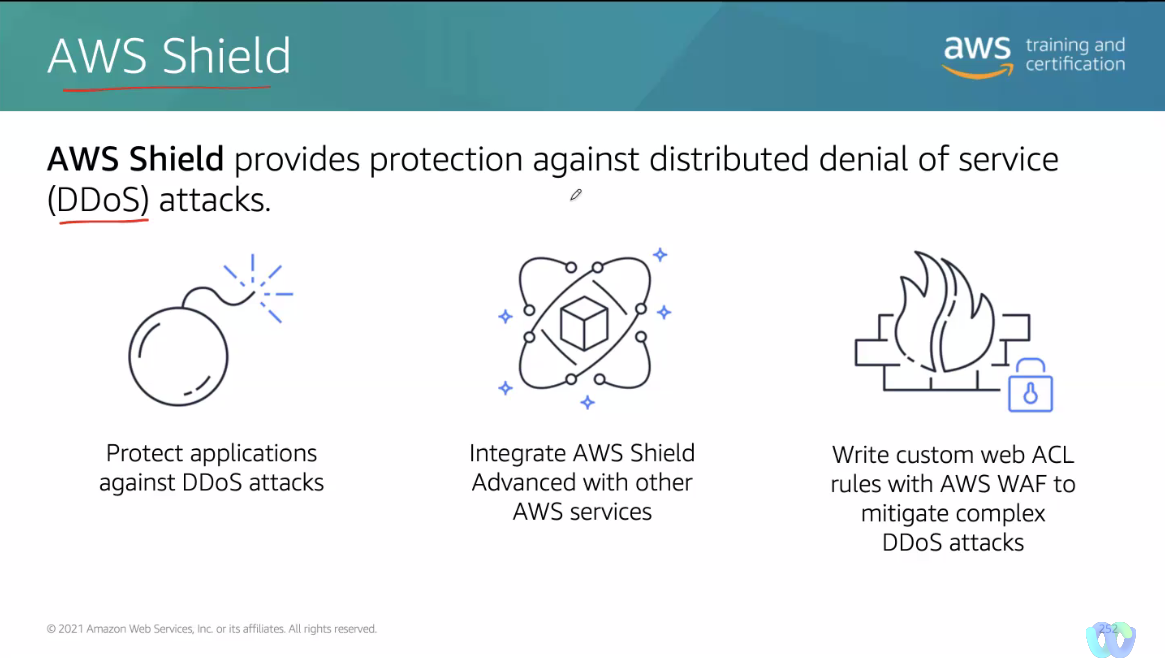 AWS Shield
aws training and
certification
AWS Shield provides protection against distributed denial of service
(DDoS) attacks.
Protect applications
against DDoS attacks
Integrate AWS Shield
Advanced with other
AWS services
Write custom web ACL
rules with AWS WAF to
mitigate complex
DDoS attacks
© 2021 Amazon Web Services, Inc. or its affiliates. All rights reserved.
252